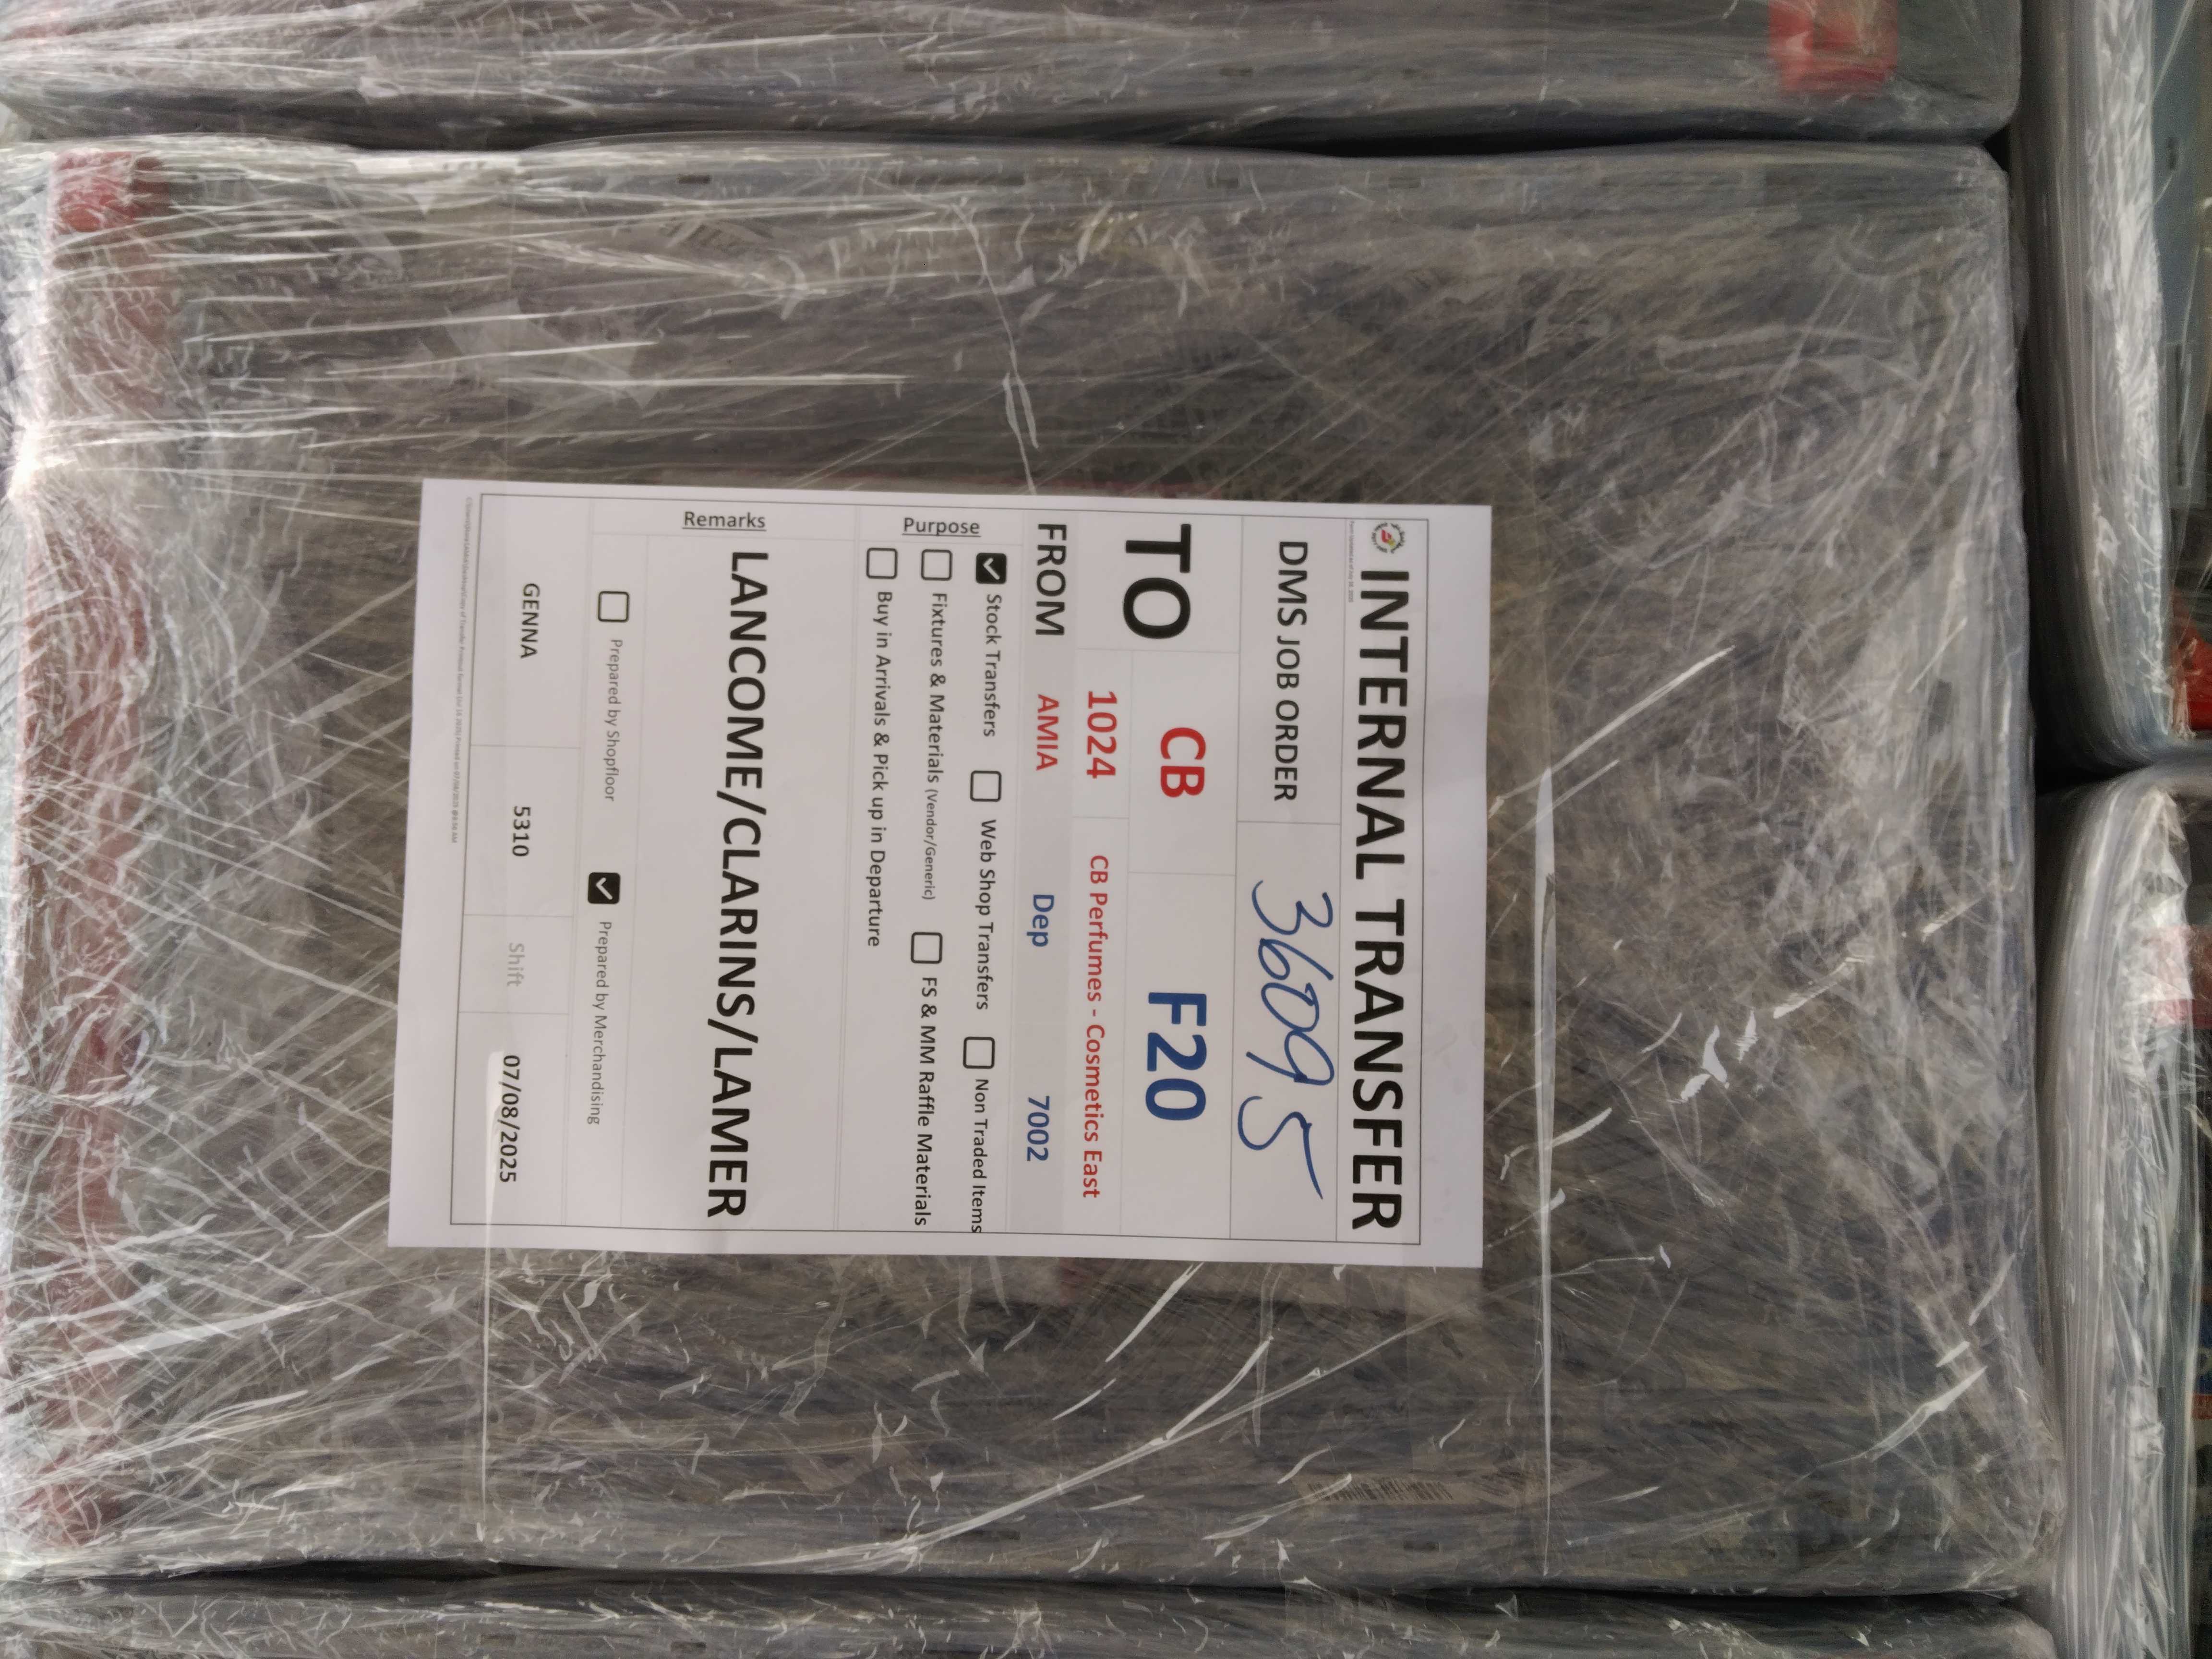 INTERNAL TRANSFER
DMS JOB ORDER 36095
TO CB F20
1024 CB Perfumes - Cosmetics East
FROM AMIA Dep 7002
Purpose
Stock Transfers Web Shop Transfers Non Traded Items
Fixtures & Materials (Vendor/Generic) FS & MM Raffle Materials
Buy in Arrivals & Pick up in Departure
Remarks
LANCOME/CLARINS/LAMER
Prepared by Shopfloor Prepared by Merchandising
GENNA 5310 Shift 07/08/2025